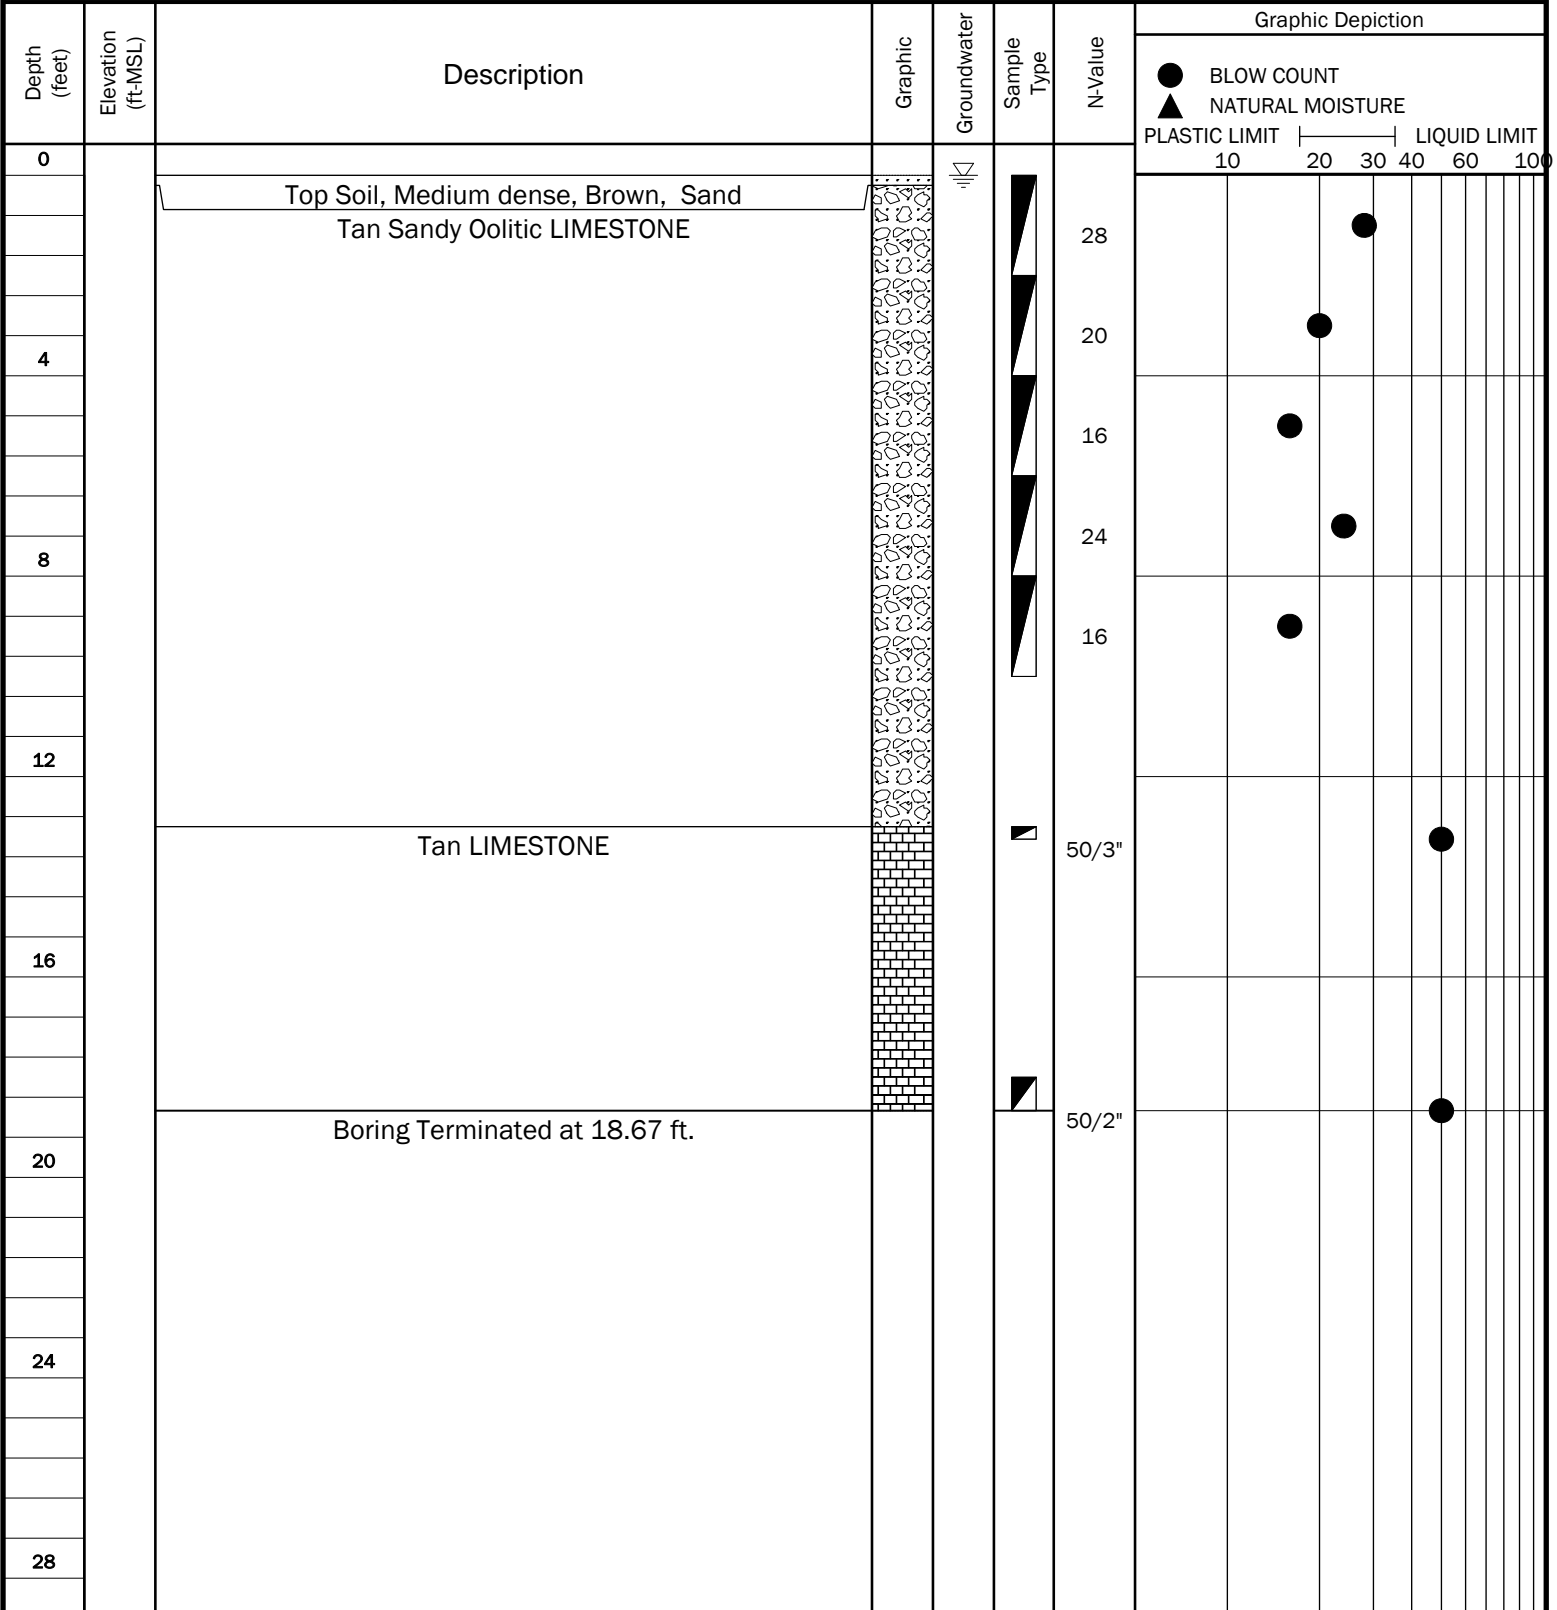 Depth (feet)
Elevation (ft-MSL)
Description
Graphic
Groundwater
Sample Type
N-Value
Graphic Depiction
BLOW COUNT
NATURAL MOISTURE
PLASTIC LIMIT LIQUID LIMIT
10 20 30 40 60 100
0
Top Soil, Medium dense, Brown, Sand
Tan Sandy Oolitic LIMESTONE
28
20
4
16
24
8
16
12
Tan LIMESTONE
50/3"
16
50/2"
Boring Terminated at 18.67 ft.
20
24
28